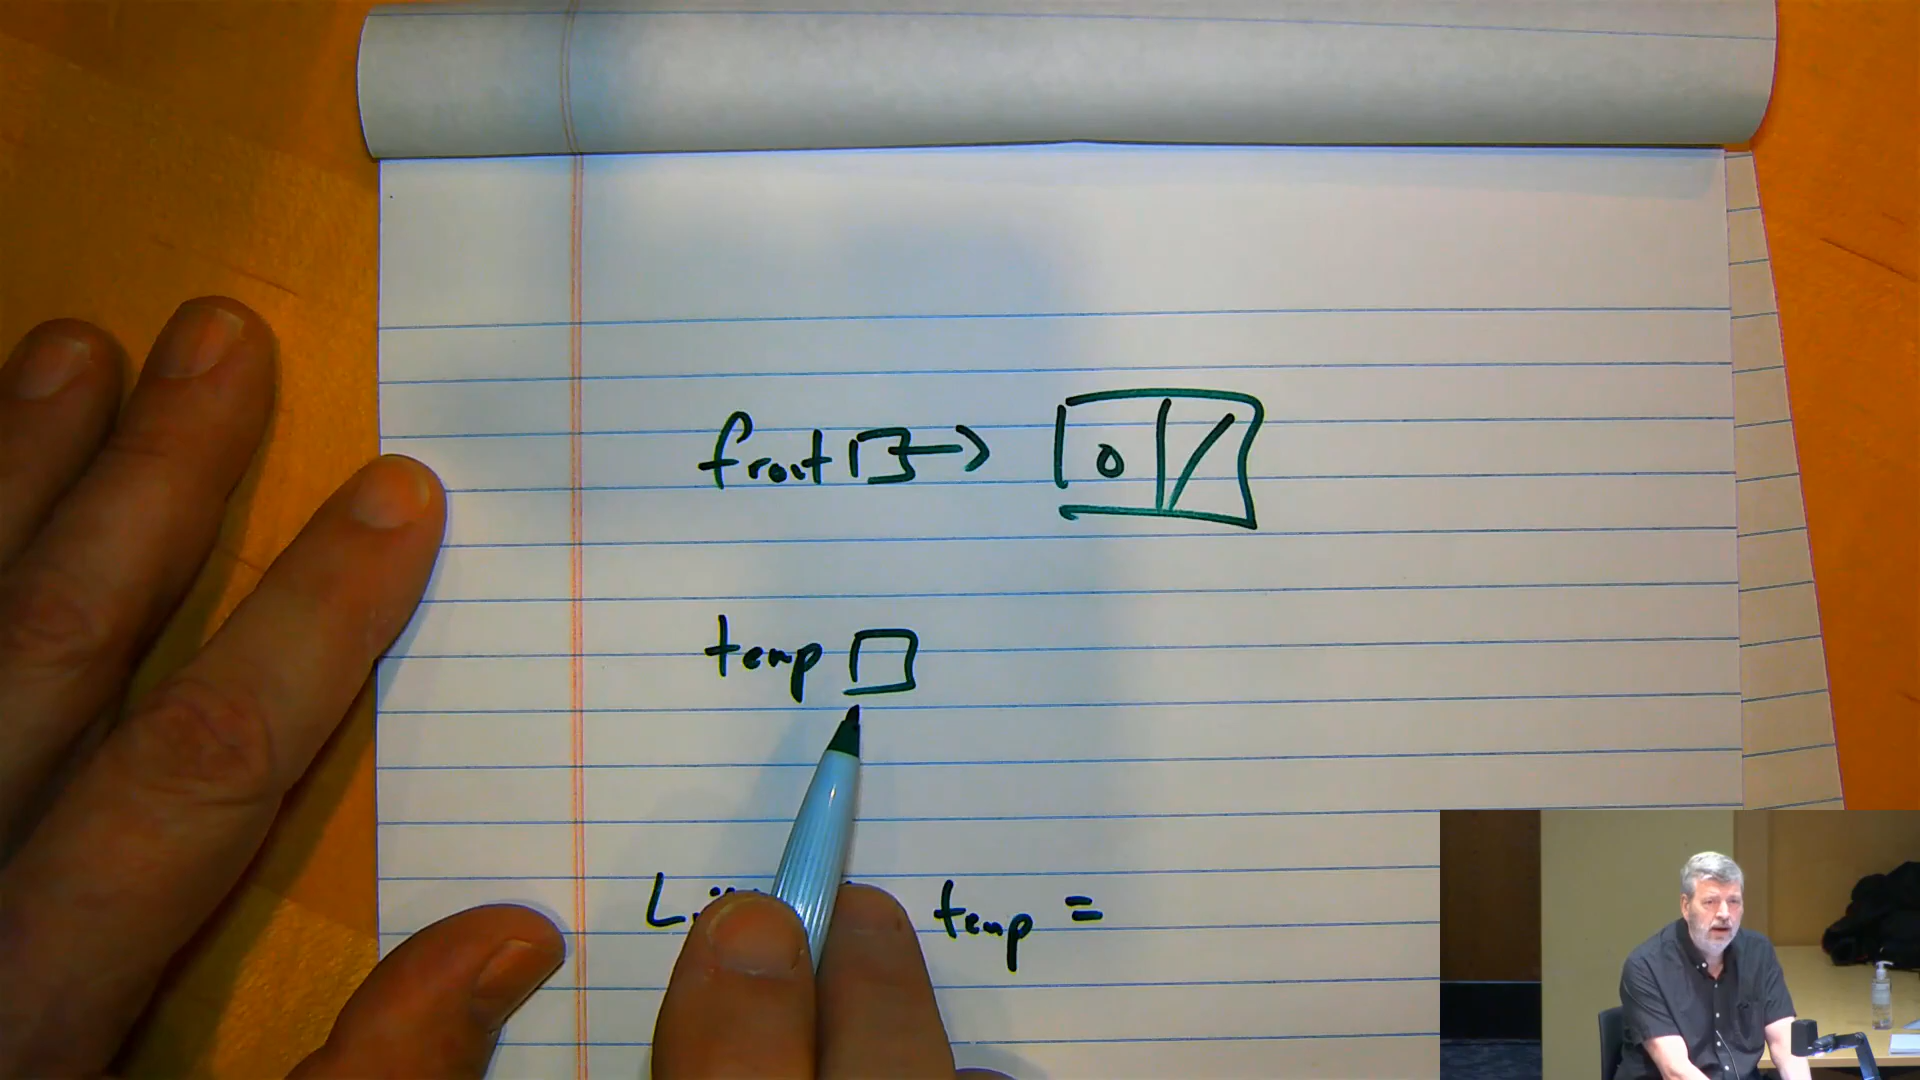 front 0
temp
temp =